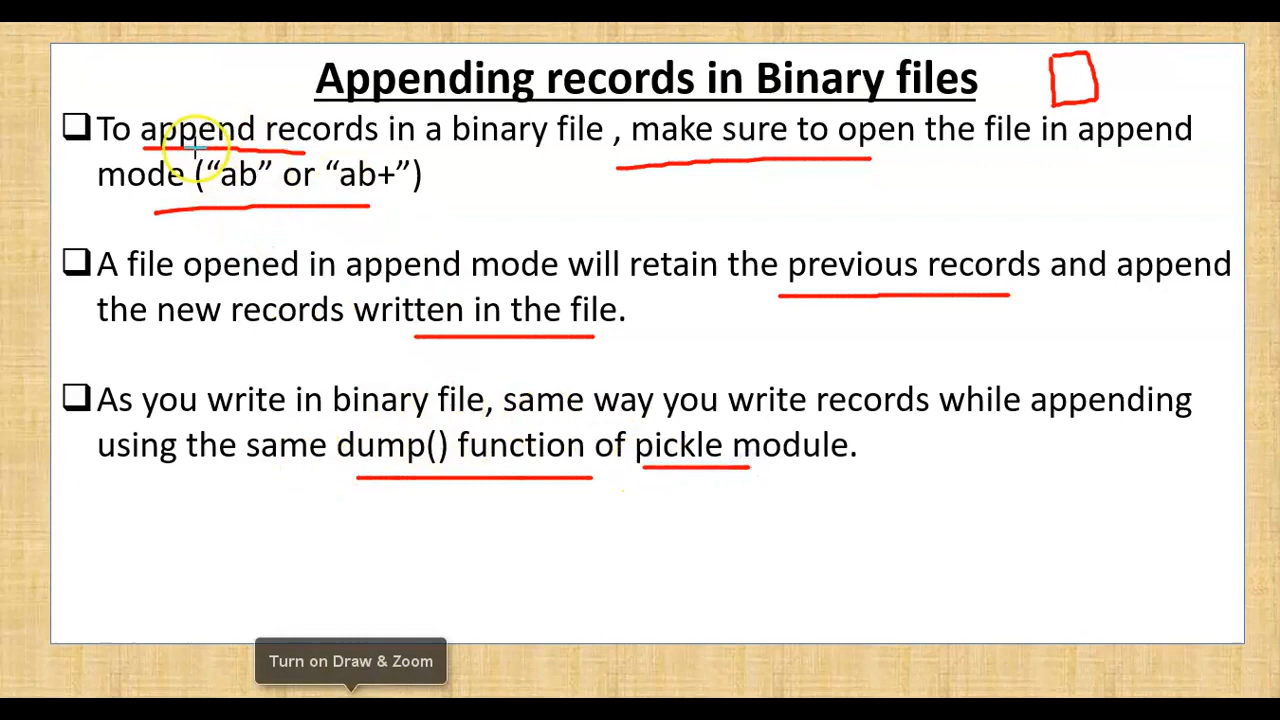 Appending records in Binary files
❑ To append records in a binary file , make sure to open the file in append
mode (“ab” or “ab+”)
❑ A file opened in append mode will retain the previous records and append
the new records written in the file.
❑ As you write in binary file, same way you write records while appending
using the same dump() function of pickle module.
Turn on Draw & Zoom